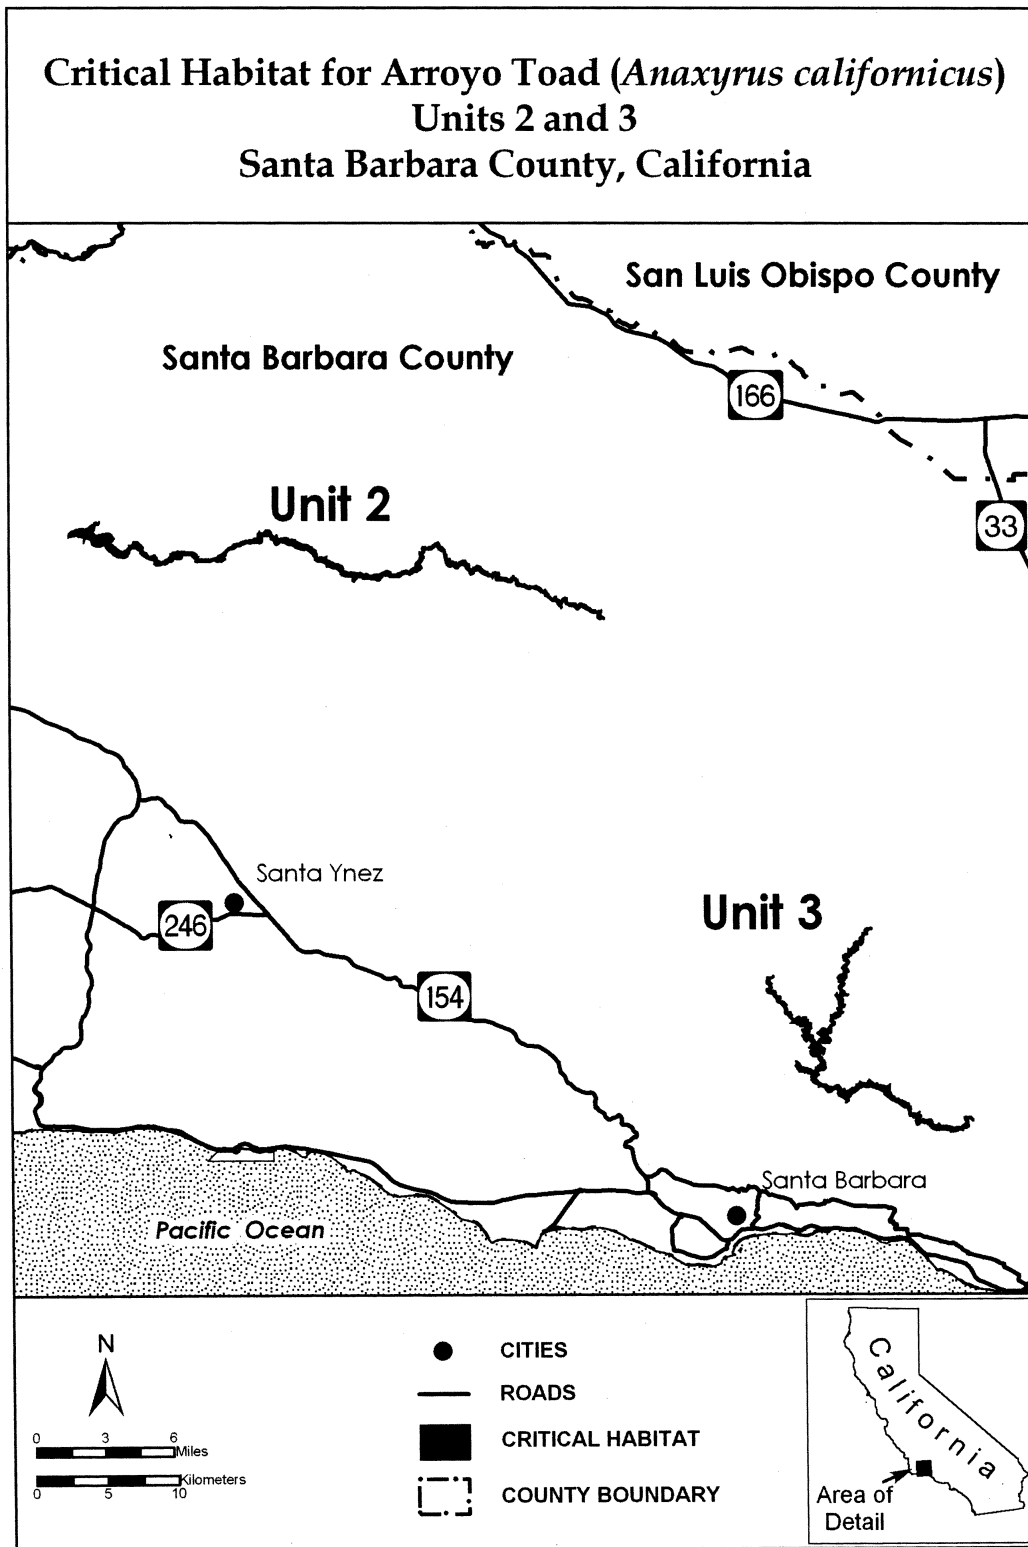 Critical Habitat for Arroyo Toad (Anaxyrus californicus)
Units 2 and 3
Santa Barbara County, California
San Luis Obispo County
Santa Barbara County
166
Unit 2
33
Santa Ynez
246
Unit 3
154
Santa Barbara
Pacific Ocean
N
0 3 6
Miles
Kilometers
0 5 10
CITIES
ROADS
CRITICAL HABITAT
COUNTY BOUNDARY
California
Area of
Detail